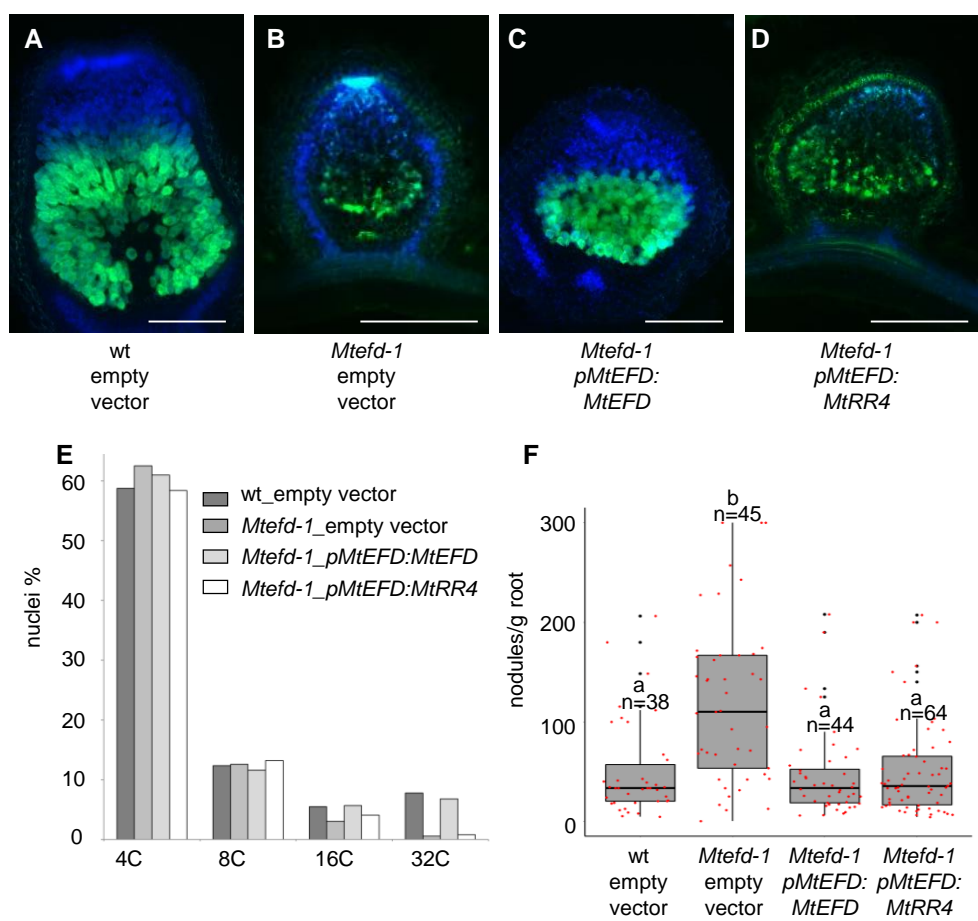 A
B
C
D
wt
empty
vector
Mtefd-1
empty
vector
Mtefd-1
pMtEFD:
MtEFD
Mtefd-1
pMtEFD:
MtRR4
E
nuclei %
60
50
40
30
20
10
0
4C
8C
16C
32C
wt_empty vector
Mtefd-1_empty vector
Mtefd-1_pMtEFD:MtEFD
Mtefd-1_pMtEFD:MtRR4
F
nodules/g root
300
200
100
0
a
n=38
b
n=45
a
n=44
a
n=64
wt
empty
vector
Mtefd-1
empty
vector
Mtefd-1
pMtEFD:
MtEFD
Mtefd-1
pMtEFD:
MtRR4